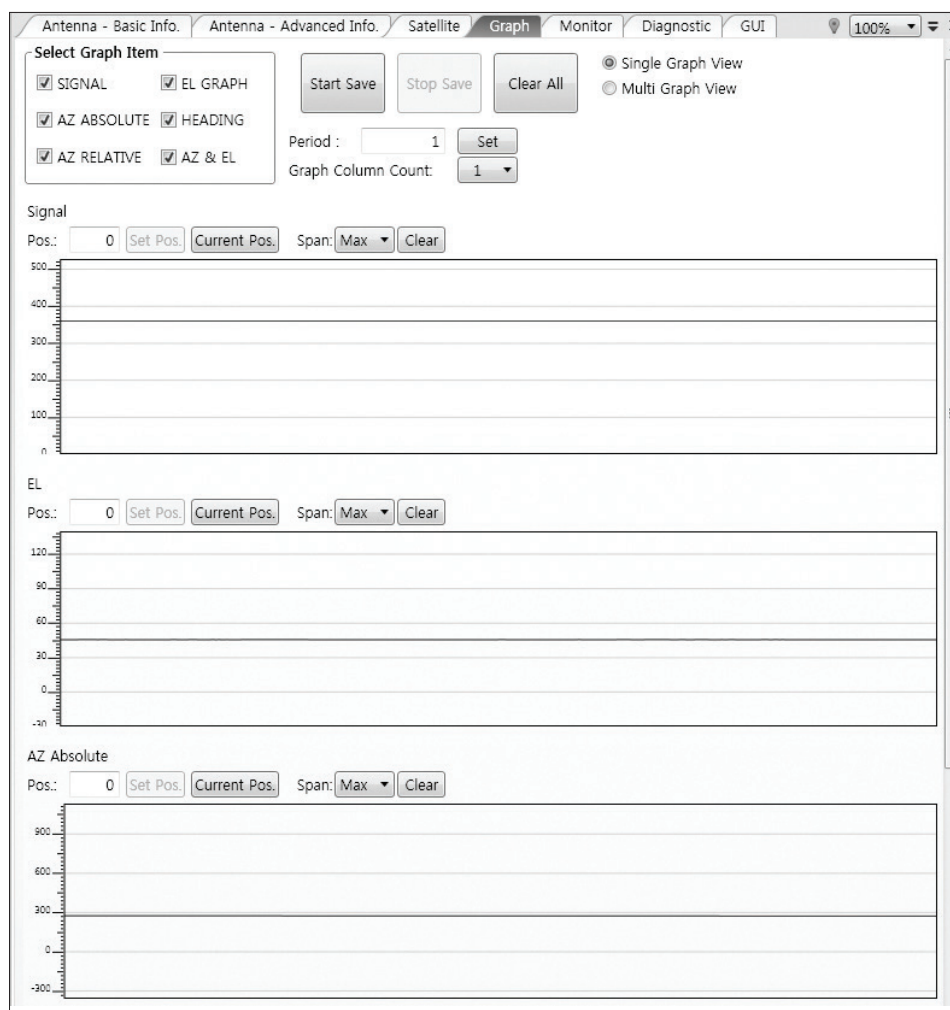 Antenna - Basic Info. Antenna - Advanced Info. Satellite Graph Monitor Diagnostic GUI 100%
Select Graph Item
SIGNAL EL GRAPH
AZ ABSOLUTE HEADING
AZ RELATIVE AZ & EL
Start Save Stop Save Clear All
Single Graph View
Multi Graph View
Period : 1 Set
Graph Column Count: 1
Signal
Pos.: 0 Set Pos. Current Pos. Span: Max Clear
500
400
300
200
100
0
EL
Pos.: 0 Set Pos. Current Pos. Span: Max Clear
120
90
60
30
0
-30
AZ Absolute
Pos.: 0 Set Pos. Current Pos. Span: Max Clear
900
600
300
0
-300